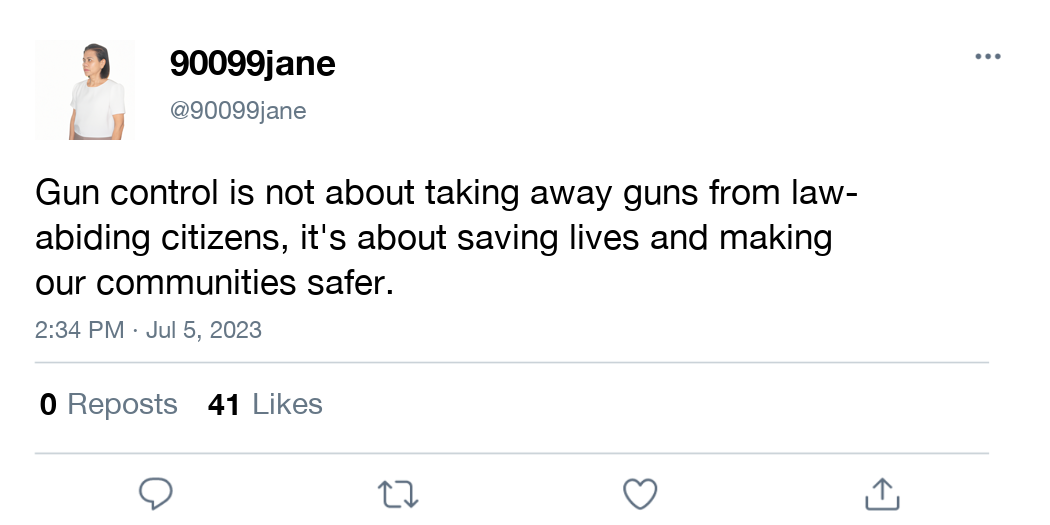 90099jane
@90099jane
Gun control is not about taking away guns from law-
abiding citizens, it's about saving lives and making
our communities safer.
2:34 PM · Jul 5, 2023
0 Reposts 41 Likes